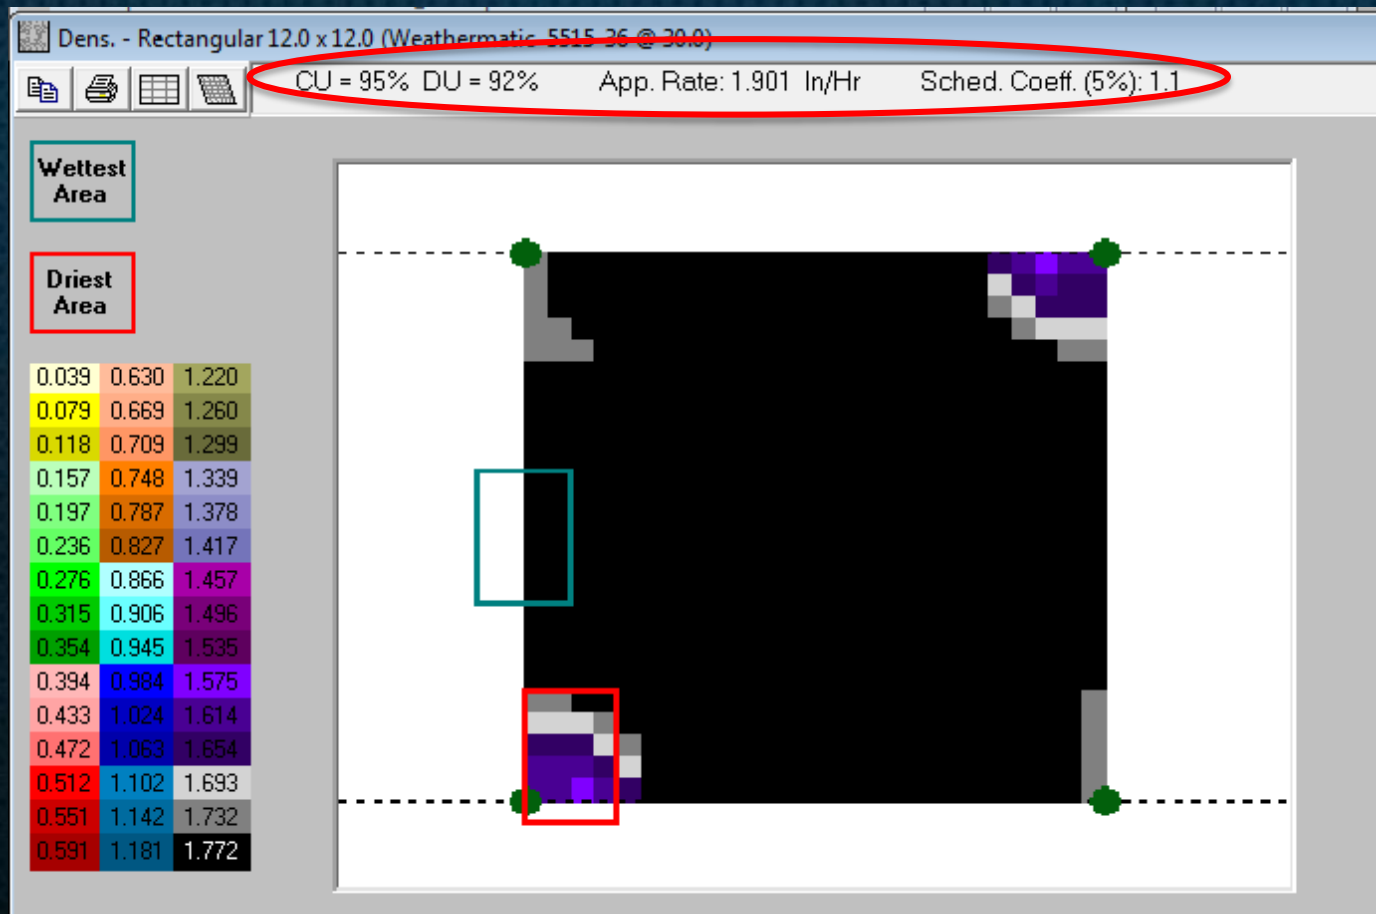 Dens. - Rectangular 12.0 x 12.0 (Weathermatic 5515-36 @ 30.0)
CU = 95% DU = 92% App. Rate: 1.901 In/Hr Sched. Coeff. (5%): 1.1
Wettest
Area
Driest
Area
0.039 0.630 1.220
0.079 0.669 1.260
0.118 0.709 1.299
0.157 0.748 1.339
0.197 0.787 1.378
0.236 0.827 1.417
0.276 0.866 1.457
0.315 0.906 1.496
0.354 0.945 1.535
0.394 0.984 1.575
0.433 1.024 1.614
0.472 1.063 1.654
0.512 1.102 1.693
0.551 1.142 1.732
0.591 1.181 1.772